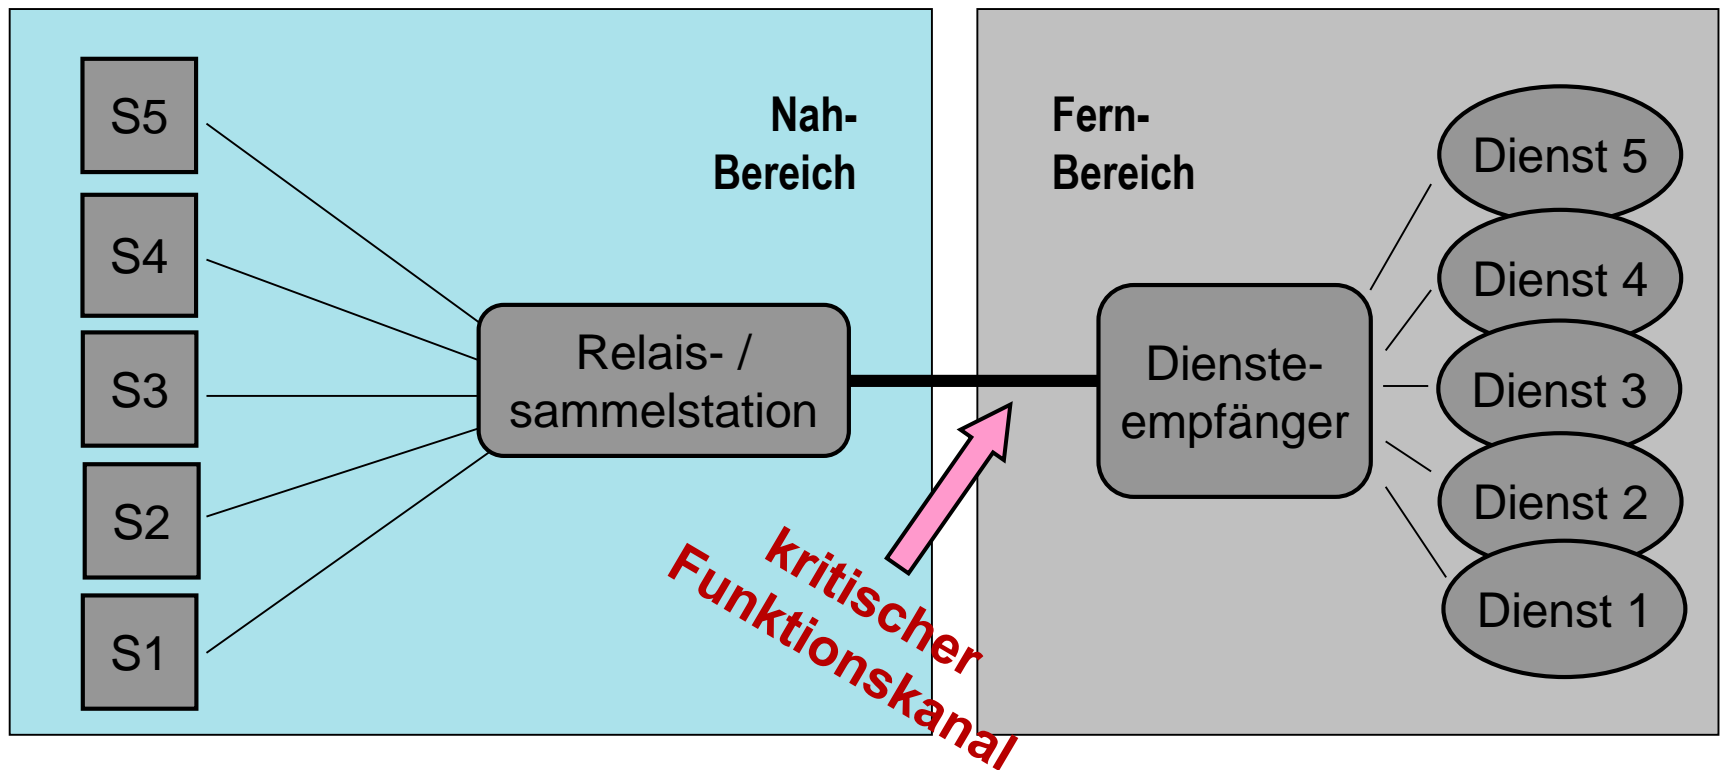 S5
S4
S3
S2
S1
Nah-
Bereich
Relais- /
sammelstation
kritischer
Funktionskanal
Fern-
Bereich
Dienste-
empfänger
Dienst 5
Dienst 4
Dienst 3
Dienst 2
Dienst 1